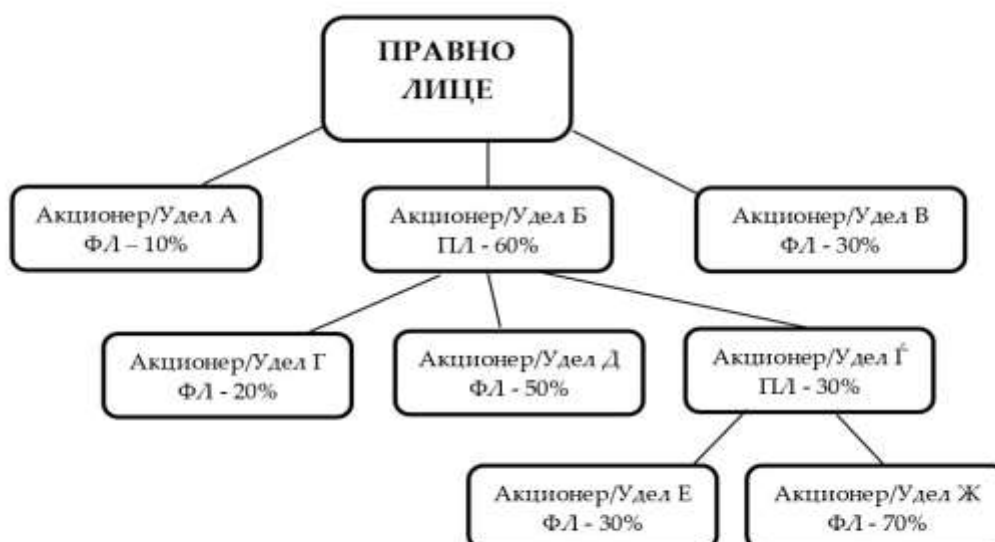 ПРАВНО
ЛИЦЕ
Акционер/Удел А
ФЛ – 10%
Акционер/Удел Б
ПЛ - 60%
Акционер/Удел В
ФЛ - 30%
Акционер/Удел Г
ФЛ - 20%
Акционер/Удел Д
ФЛ - 50%
Акционер/Удел Ѓ
ПЛ - 30%
Акционер/Удел Е
ФЛ - 30%
Акционер/Удел Ж
ФЛ - 70%